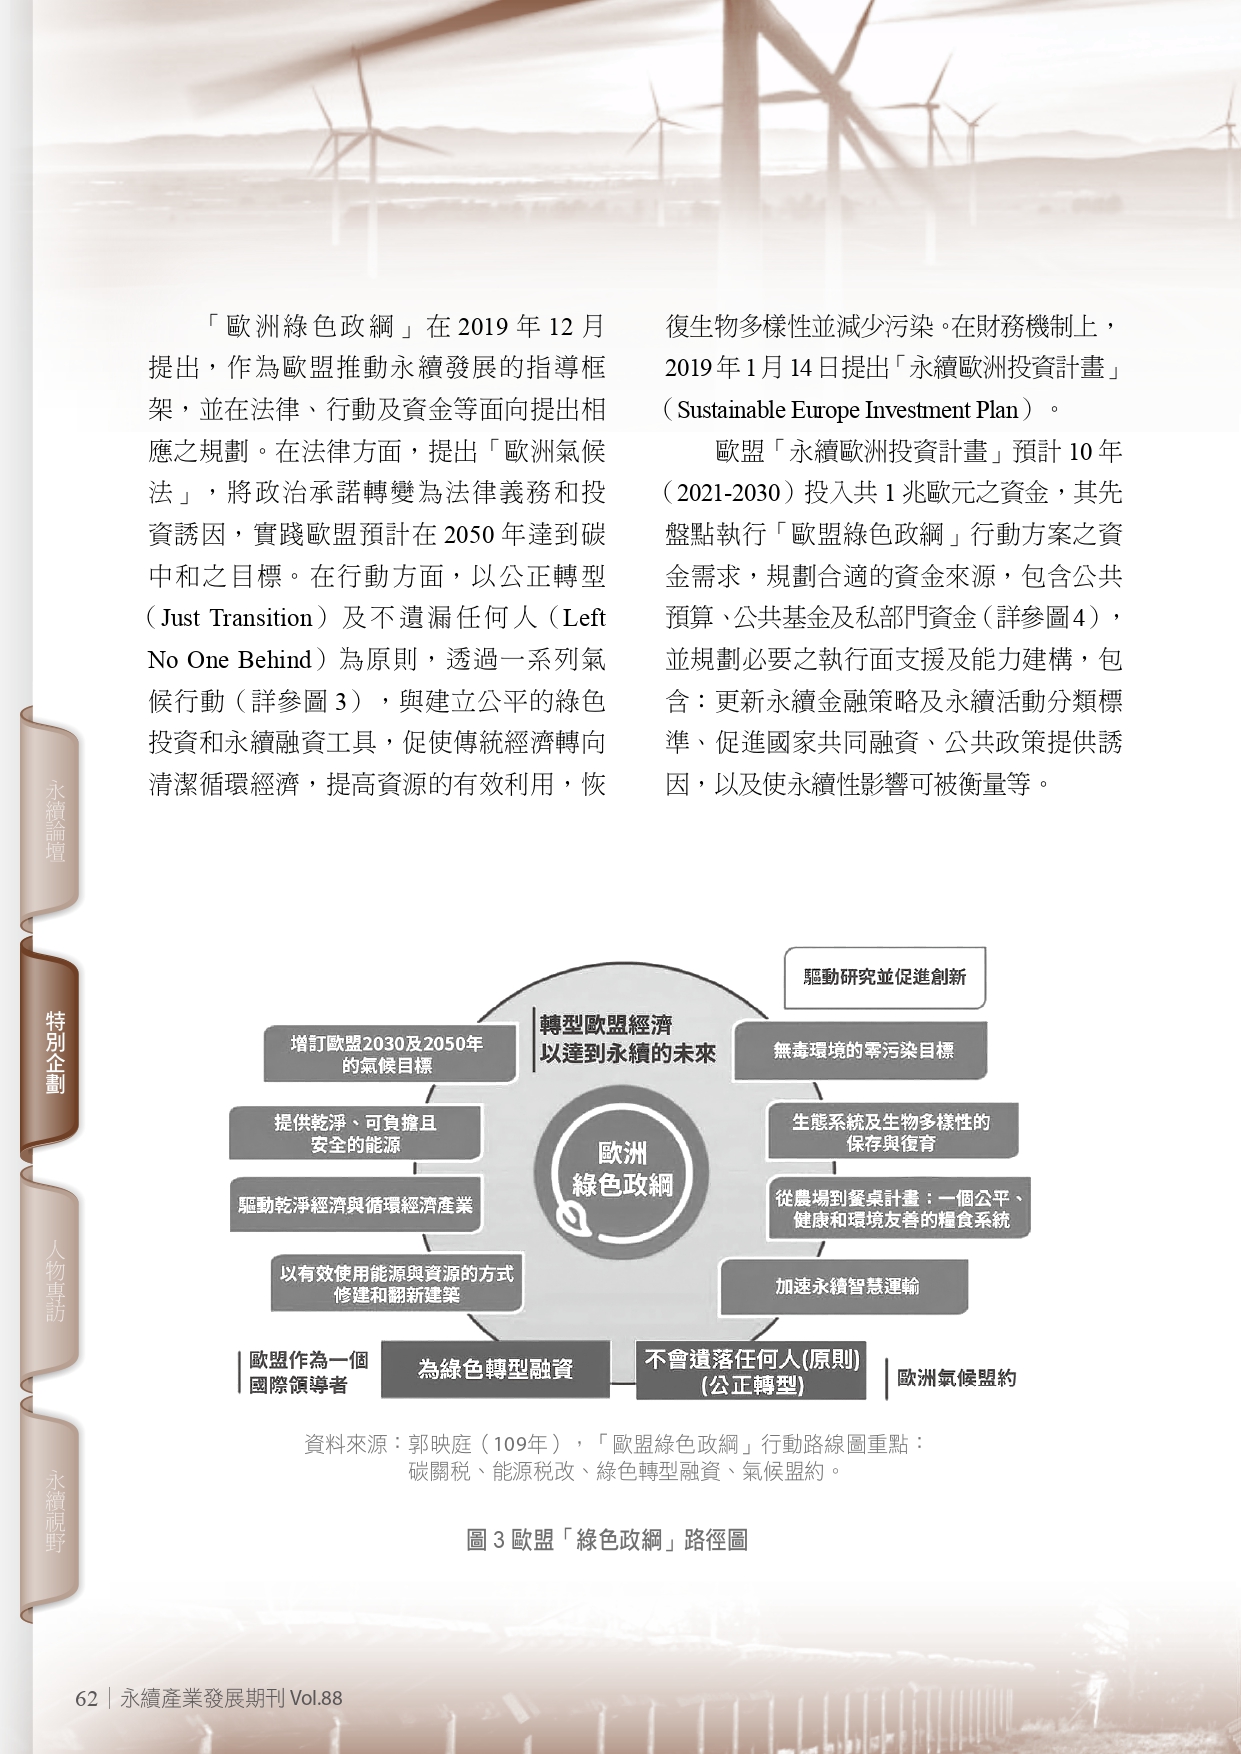 「歐洲綠色政綱」在 2019 年 12 月
提出，作為歐盟推動永續發展的指導框
架，並在法律、行動及資金等面向提出相
應之規劃。在法律方面，提出「歐洲氣候
法」，將政治承諾轉變為法律義務和投
資誘因，實踐歐盟預計在 2050 年達到碳
中和之目標。在行動方面，以公正轉型
（Just Transition）及不遺漏任何人（Left
No One Behind）為原則，透過一系列氣
候行動（詳參圖 3），與建立公平的綠色
投資和永續融資工具，促使傳統經濟轉向
清潔循環經濟，提高資源的有效利用，恢
復生物多樣性並減少污染。在財務機制上，
2019 年 1 月 14 日提出「永續歐洲投資計畫」
（Sustainable Europe Investment Plan）。
歐盟「永續歐洲投資計畫」預計 10 年
（2021-2030）投入共 1 兆歐元之資金，其先
盤點執行「歐盟綠色政綱」行動方案之資
金需求，規劃合適的資金來源，包含公共
預算、公共基金及私部門資金（詳參圖4），
並規劃必要之執行面支援及能力建構，包
含：更新永續金融策略及永續活動分類標
準、促進國家共同融資、公共政策提供誘
因，以及使永續性影響可被衡量等。
永續論壇
特別企劃
人物專訪
永續視野
轉型歐盟經濟
以達到永續的未來
歐洲
綠色政綱
增訂歐盟2030及2050年
的氣候目標
提供乾淨、可負擔且
安全的能源
驅動乾淨經濟與循環經濟產業
以有效使用能源與資源的方式
修建和翻新建築
驅動研究並促進創新
無毒環境的零污染目標
生態系統及生物多樣性的
保存與復育
從農場到餐桌計畫：一個公平、
健康和環境友善的糧食系統
加速永續智慧運輸
歐盟作為一個
國際領導者
為綠色轉型融資
不會遺落任何人(原則)
(公正轉型)
歐洲氣候盟約
資料來源：郭映庭（109年），「歐盟綠色政綱」行動路線圖重點：
碳關稅、能源稅改、綠色轉型融資、氣候盟約。
圖 3 歐盟「綠色政綱」路徑圖
62｜永續產業發展期刊 Vol.88